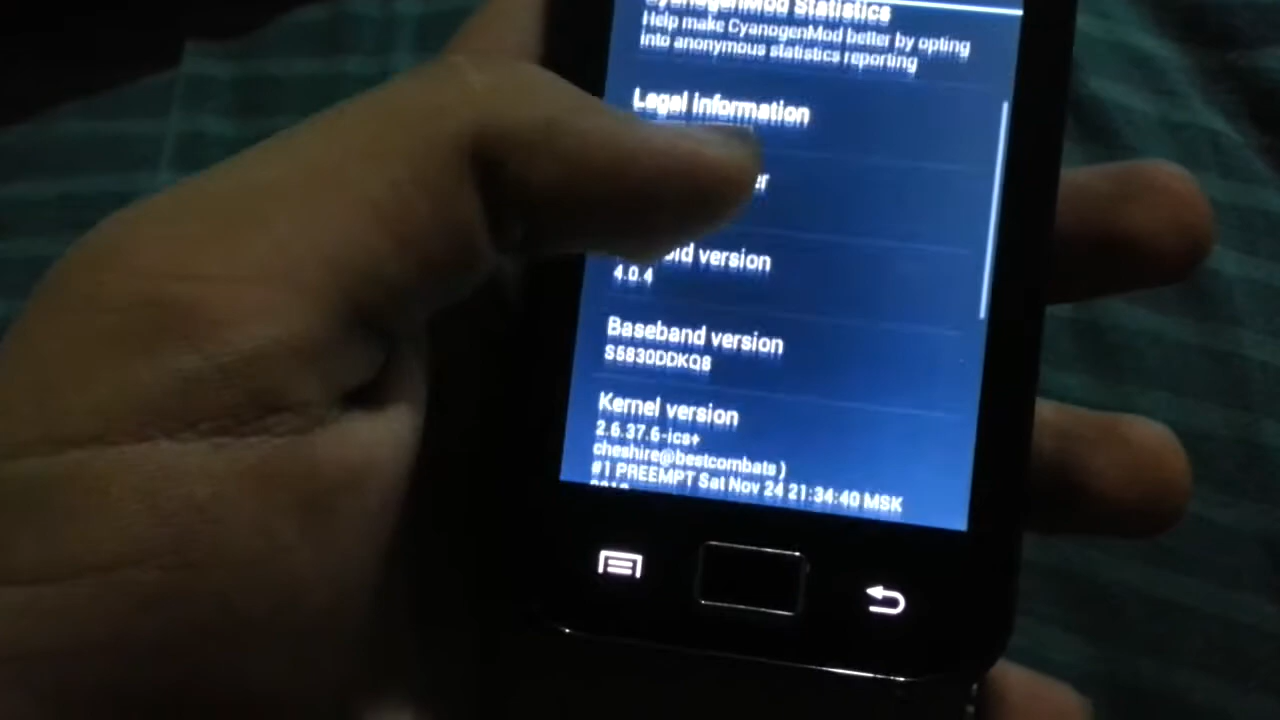 CyanogenMod Statistics
Help make CyanogenMod better by opting
into anonymous statistics reporting
Legal information
version
4.0.4
Baseband version
S5830DDKQ8
Kernel version
2.6.37.6-ics+
cheshire@bestcombats )
#1 PREEMPT Sat Nov 24 21:34:40 MSK